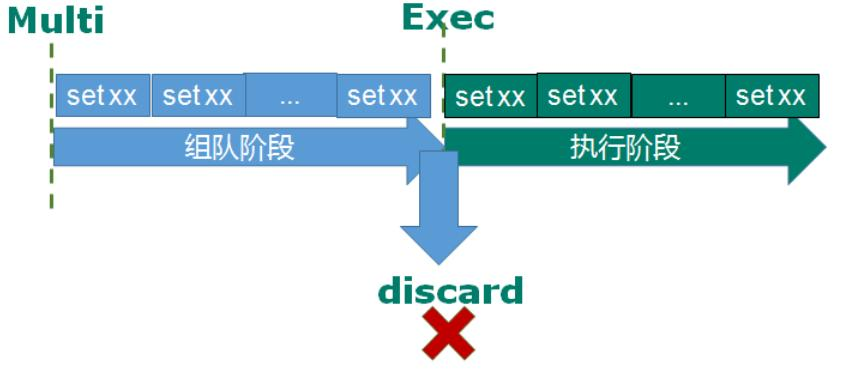 Multi
Exec
set xx set xx ... set xx set xx set xx ... set xx
组队阶段 执行阶段
discard